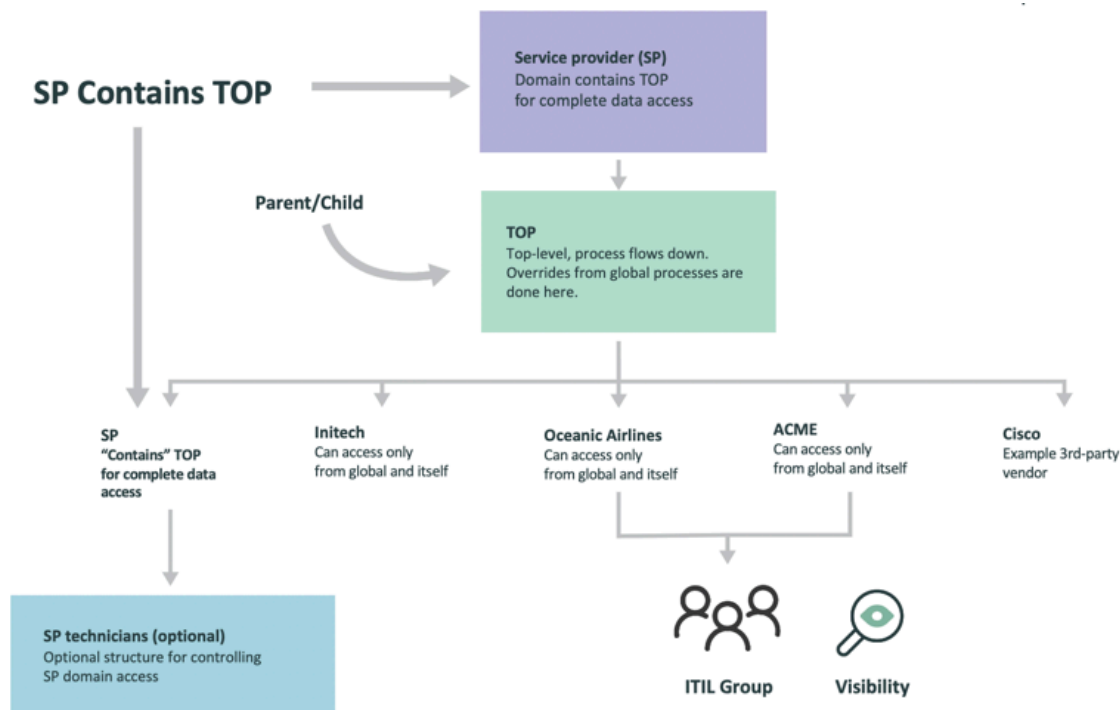 SP Contains TOP
Service provider (SP)
Domain contains TOP
for complete data access
Parent/Child
TOP
Top-level, process flows down.
Overrides from global processes are
done here.
SP
“Contains” TOP
for complete data
access
Initech
Can access only
from global and itself
Oceanic Airlines
Can access only
from global and itself
ACME
Can access only
from global and itself
Cisco
Example 3rd-party
vendor
SP technicians (optional)
Optional structure for controlling
SP domain access
ITIL Group
Visibility